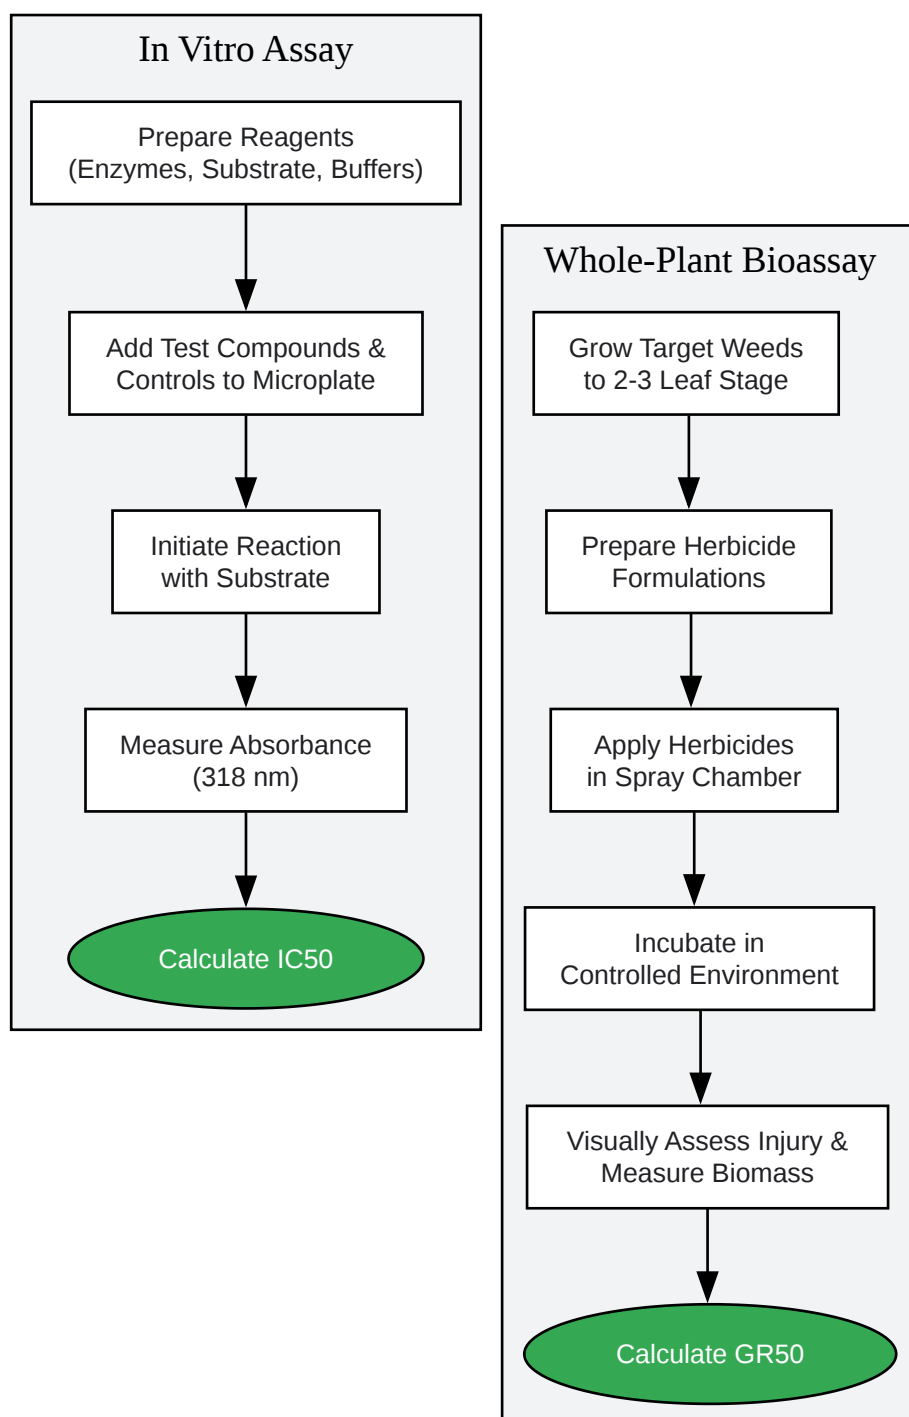 In Vitro Assay
Prepare Reagents
(Enzymes, Substrate, Buffers)
Add Test Compounds &
Controls to Microplate
Initiate Reaction
with Substrate
Measure Absorbance
(318 nm)
Calculate IC50
Whole-Plant Bioassay
Grow Target Weeds
to 2-3 Leaf Stage
Prepare Herbicide
Formulations
Apply Herbicides
in Spray Chamber
Incubate in
Controlled Environment
Visually Assess Injury &
Measure Biomass
Calculate GR50